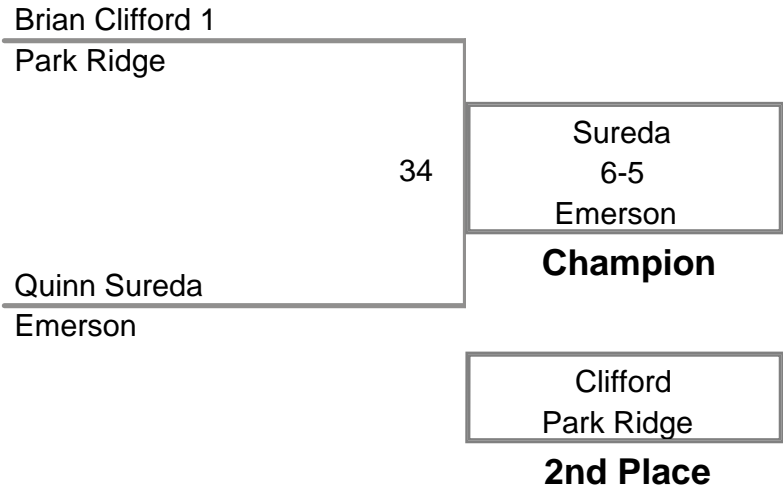 Brian Clifford 1
Park Ridge
34
Sureda
6-5
Emerson
Champion
Quinn Sureda
Emerson
Clifford
Park Ridge
2nd Place